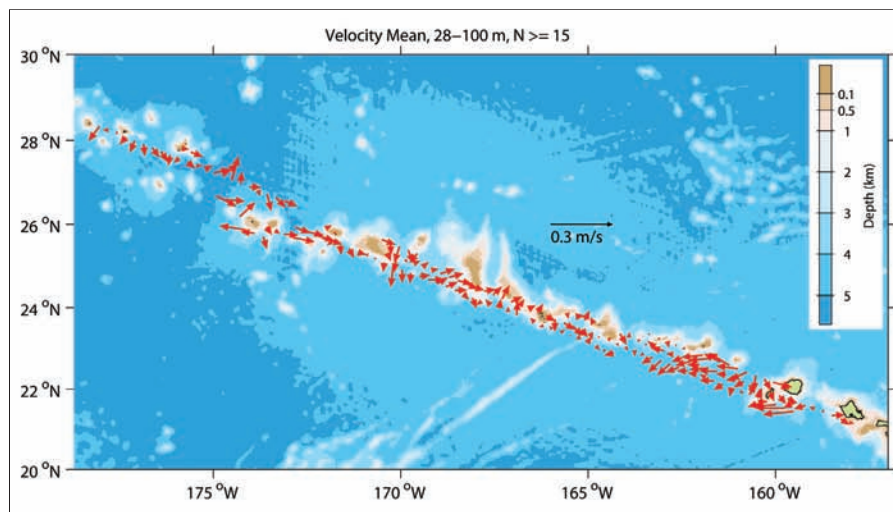 Velocity Mean, 28–100 m, N >= 15
30 °N
28 °N
26 °N
24 °N
22 °N
20 °N
175°W
170°W
165°W
160°W
0.3 m/s
0.1
0.5
1
2
3
4
5
Depth (km)